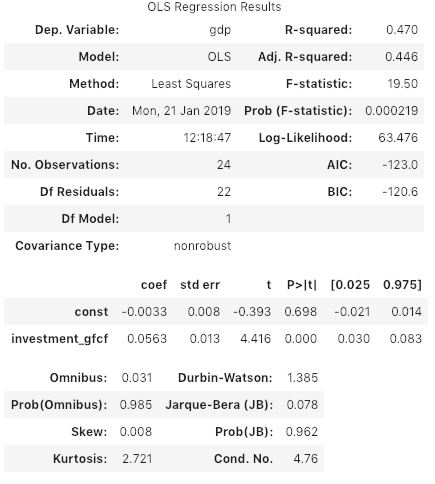 OLS Regression Results
Dep. Variable: gdp R-squared: 0.470
Model: OLS Adj. R-squared: 0.446
Method: Least Squares F-statistic: 19.50
Date: Mon, 21 Jan 2019 Prob (F-statistic): 0.000219
Time: 12:18:47 Log-Likelihood: 63.476
No. Observations: 24 AIC: -123.0
Df Residuals: 22 BIC: -120.6
Df Model: 1
Covariance Type: nonrobust
coef std err t P>|t| [0.025 0.975]
const -0.0033 0.008 -0.393 0.698 -0.021 0.014
investment_gfcf 0.0563 0.013 4.416 0.000 0.030 0.083
Omnibus: 0.031 Durbin-Watson: 1.385
Prob(Omnibus): 0.985 Jarque-Bera (JB): 0.078
Skew: 0.008 Prob(JB): 0.962
Kurtosis: 2.721 Cond. No. 4.76